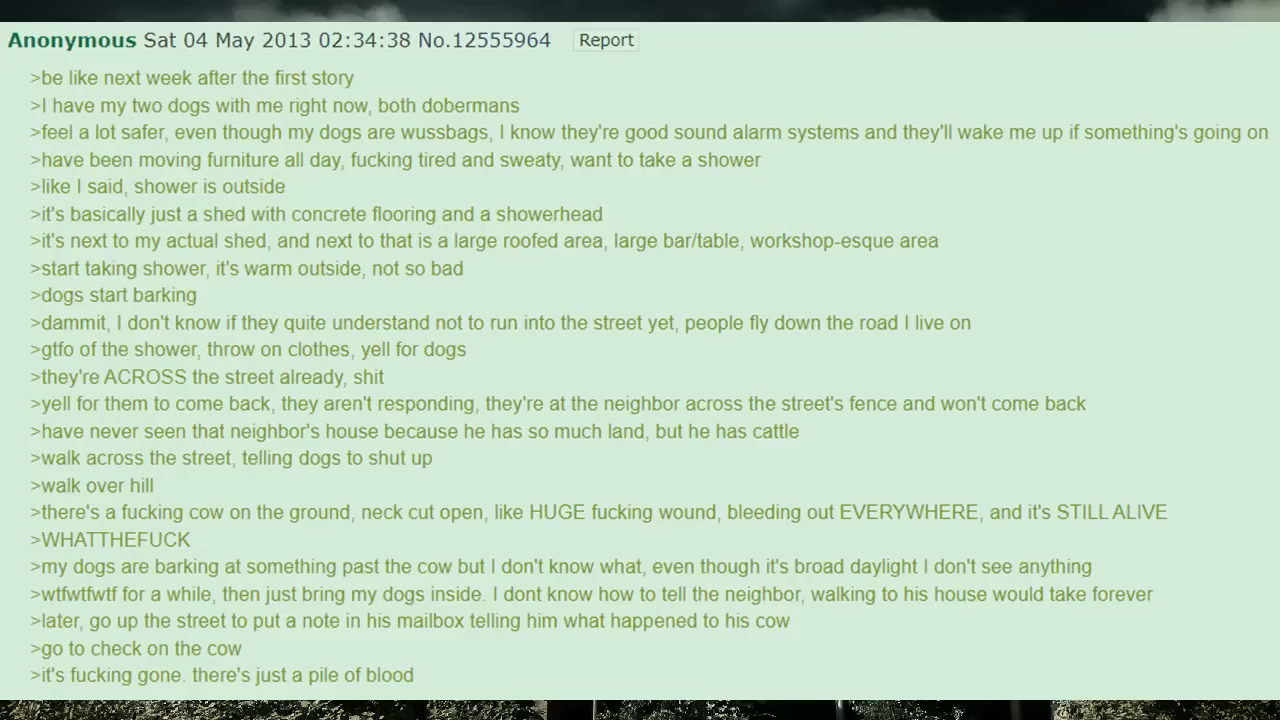 Anonymous Sat 04 May 2013 02:34:38 No.12555964 Report
>be like next week after the first story
>I have my two dogs with me right now, both dobermans
>feel a lot safer, even though my dogs are wussbags, I know they're good sound alarm systems and they'll wake me up if something's going on
>have been moving furniture all day, fucking tired and sweaty, want to take a shower
>like I said, shower is outside
>it's basically just a shed with concrete flooring and a showerhead
>it's next to my actual shed, and next to that is a large roofed area, large bar/table, workshop-esque area
>start taking shower, it's warm outside, not so bad
>dogs start barking
>dammit, I don't know if they quite understand not to run into the street yet, people fly down the road I live on
>gtfo of the shower, throw on clothes, yell for dogs
>they're ACROSS the street already, shit
>yell for them to come back, they aren't responding, they're at the neighbor across the street's fence and won't come back
>have never seen that neighbor's house because he has so much land, but he has cattle
>walk across the street, telling dogs to shut up
>walk over hill
>there's a fucking cow on the ground, neck cut open, like HUGE fucking wound, bleeding out EVERYWHERE, and it's STILL ALIVE
>WHATTHEFUCK
>my dogs are barking at something past the cow but I don't know what, even though it's broad daylight I don't see anything
>wtfwtfwtf for a while, then just bring my dogs inside. I dont know how to tell the neighbor, walking to his house would take forever
>later, go up the street to put a note in his mailbox telling him what happened to his cow
>go to check on the cow
>it's fucking gone. there's just a pile of blood